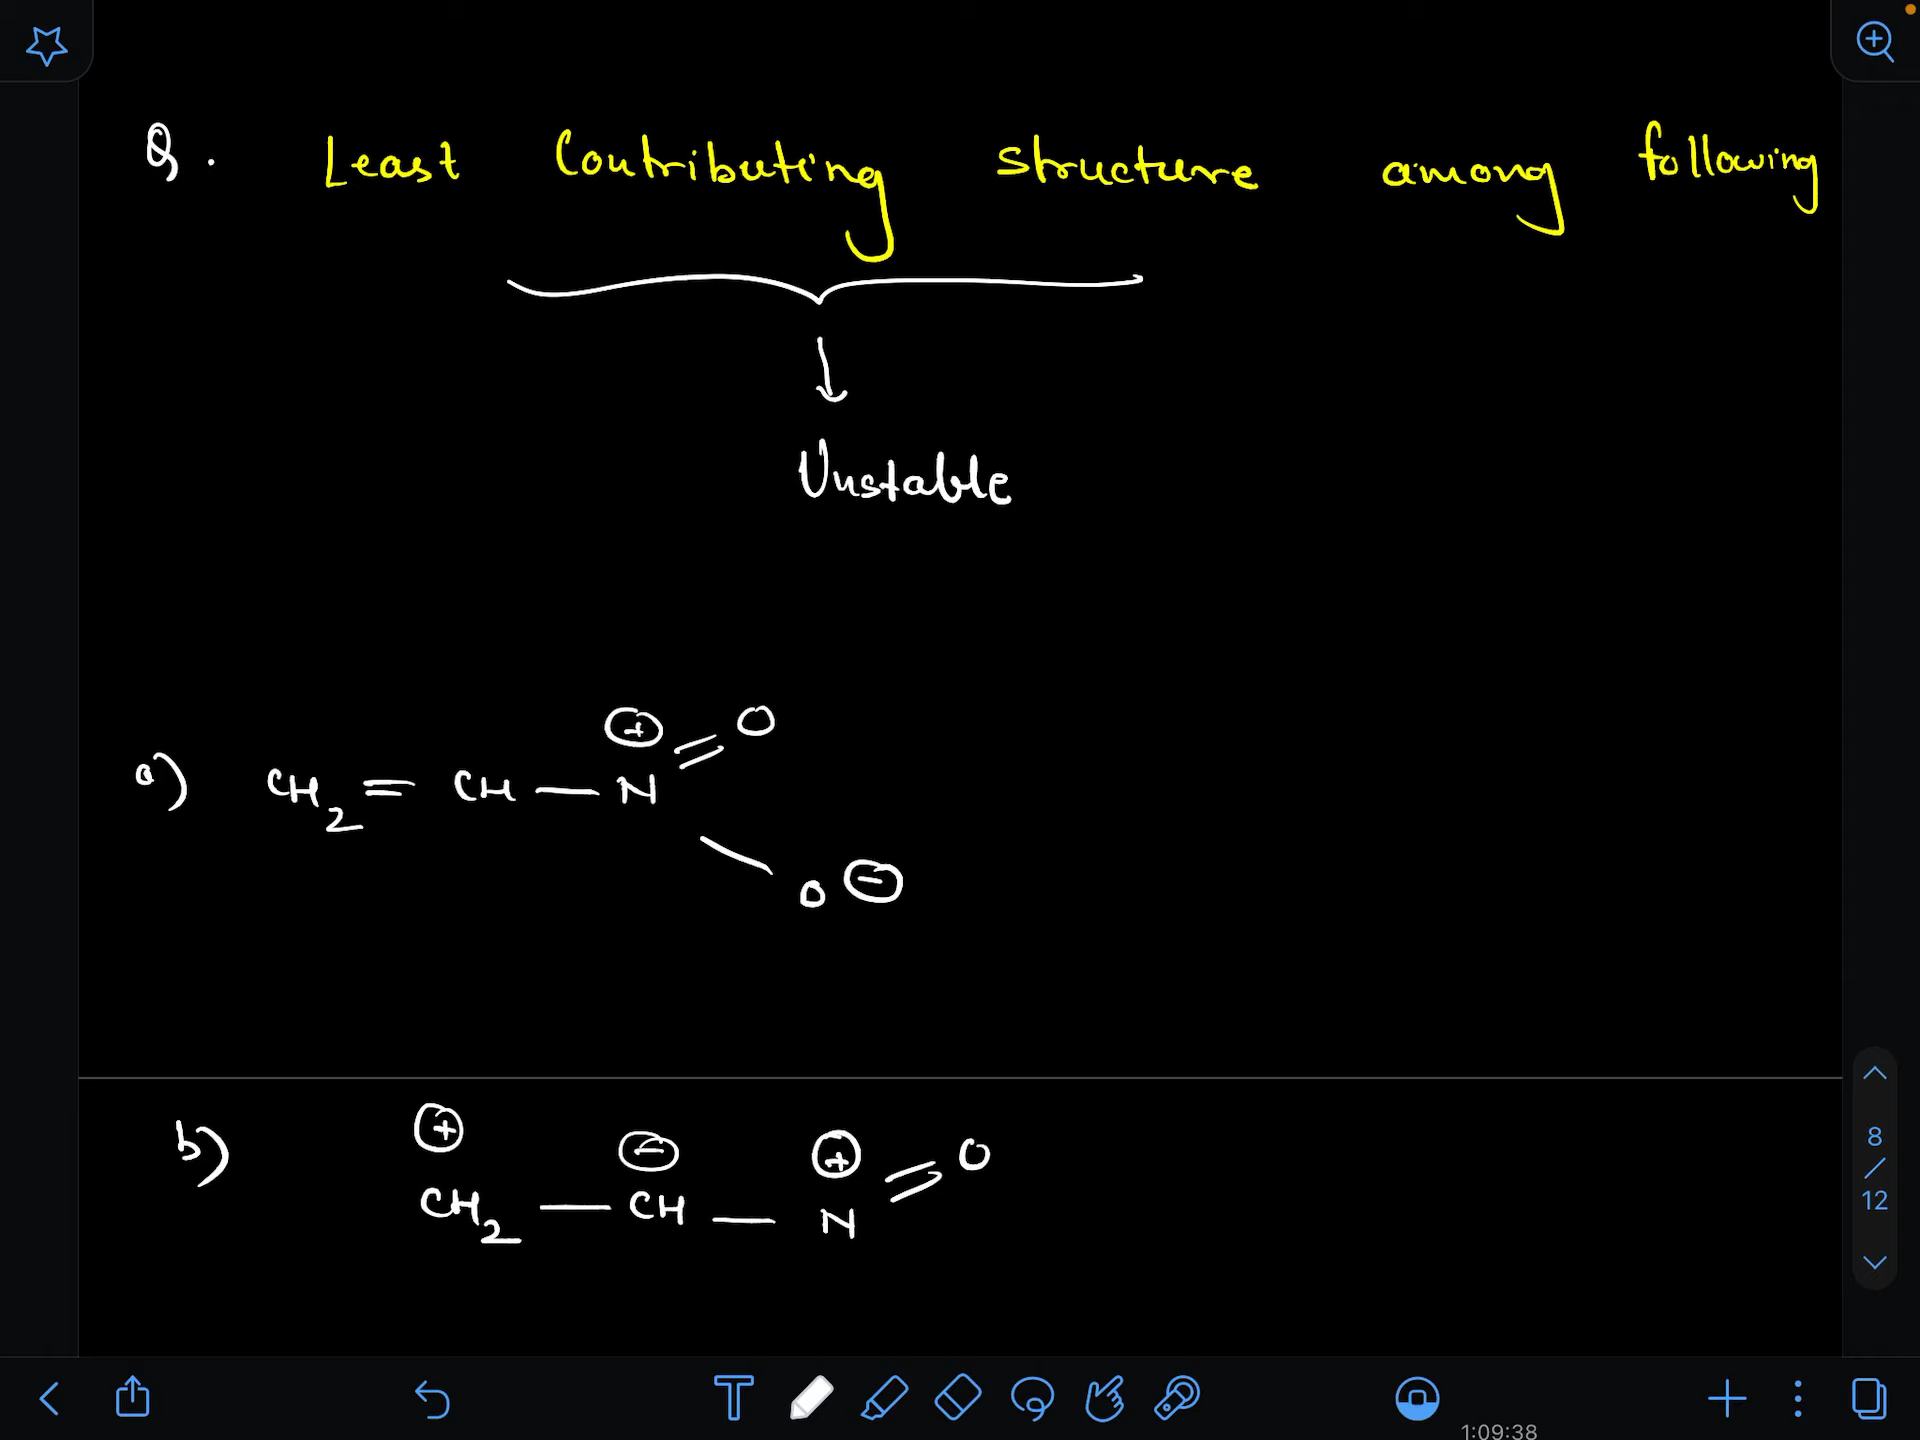 Q. Least Contributing structure among following
Unstable
⊕ O
a) CH2 = CH — N
O ⊖
b) ⊕ ⊖ ⊕ O
CH2 — CH — N
8
/
12
T
1:09:38